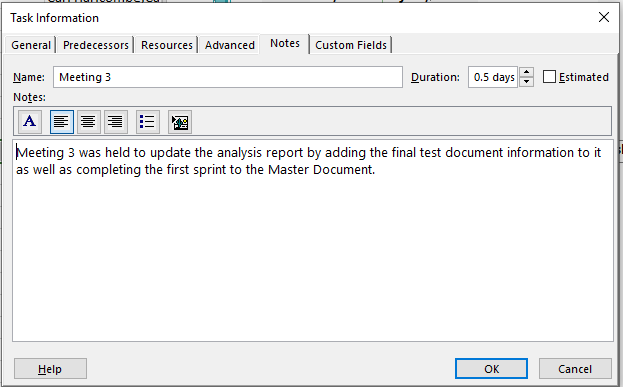 Task Information
General Predecessors Resources Advanced Notes Custom Fields
Name: Meeting 3 Duration: 0.5 days Estimated
Notes:
A
Meeting 3 was held to update the analysis report by adding the final test document information to it
as well as completing the first sprint to the Master Document.
Help OK Cancel